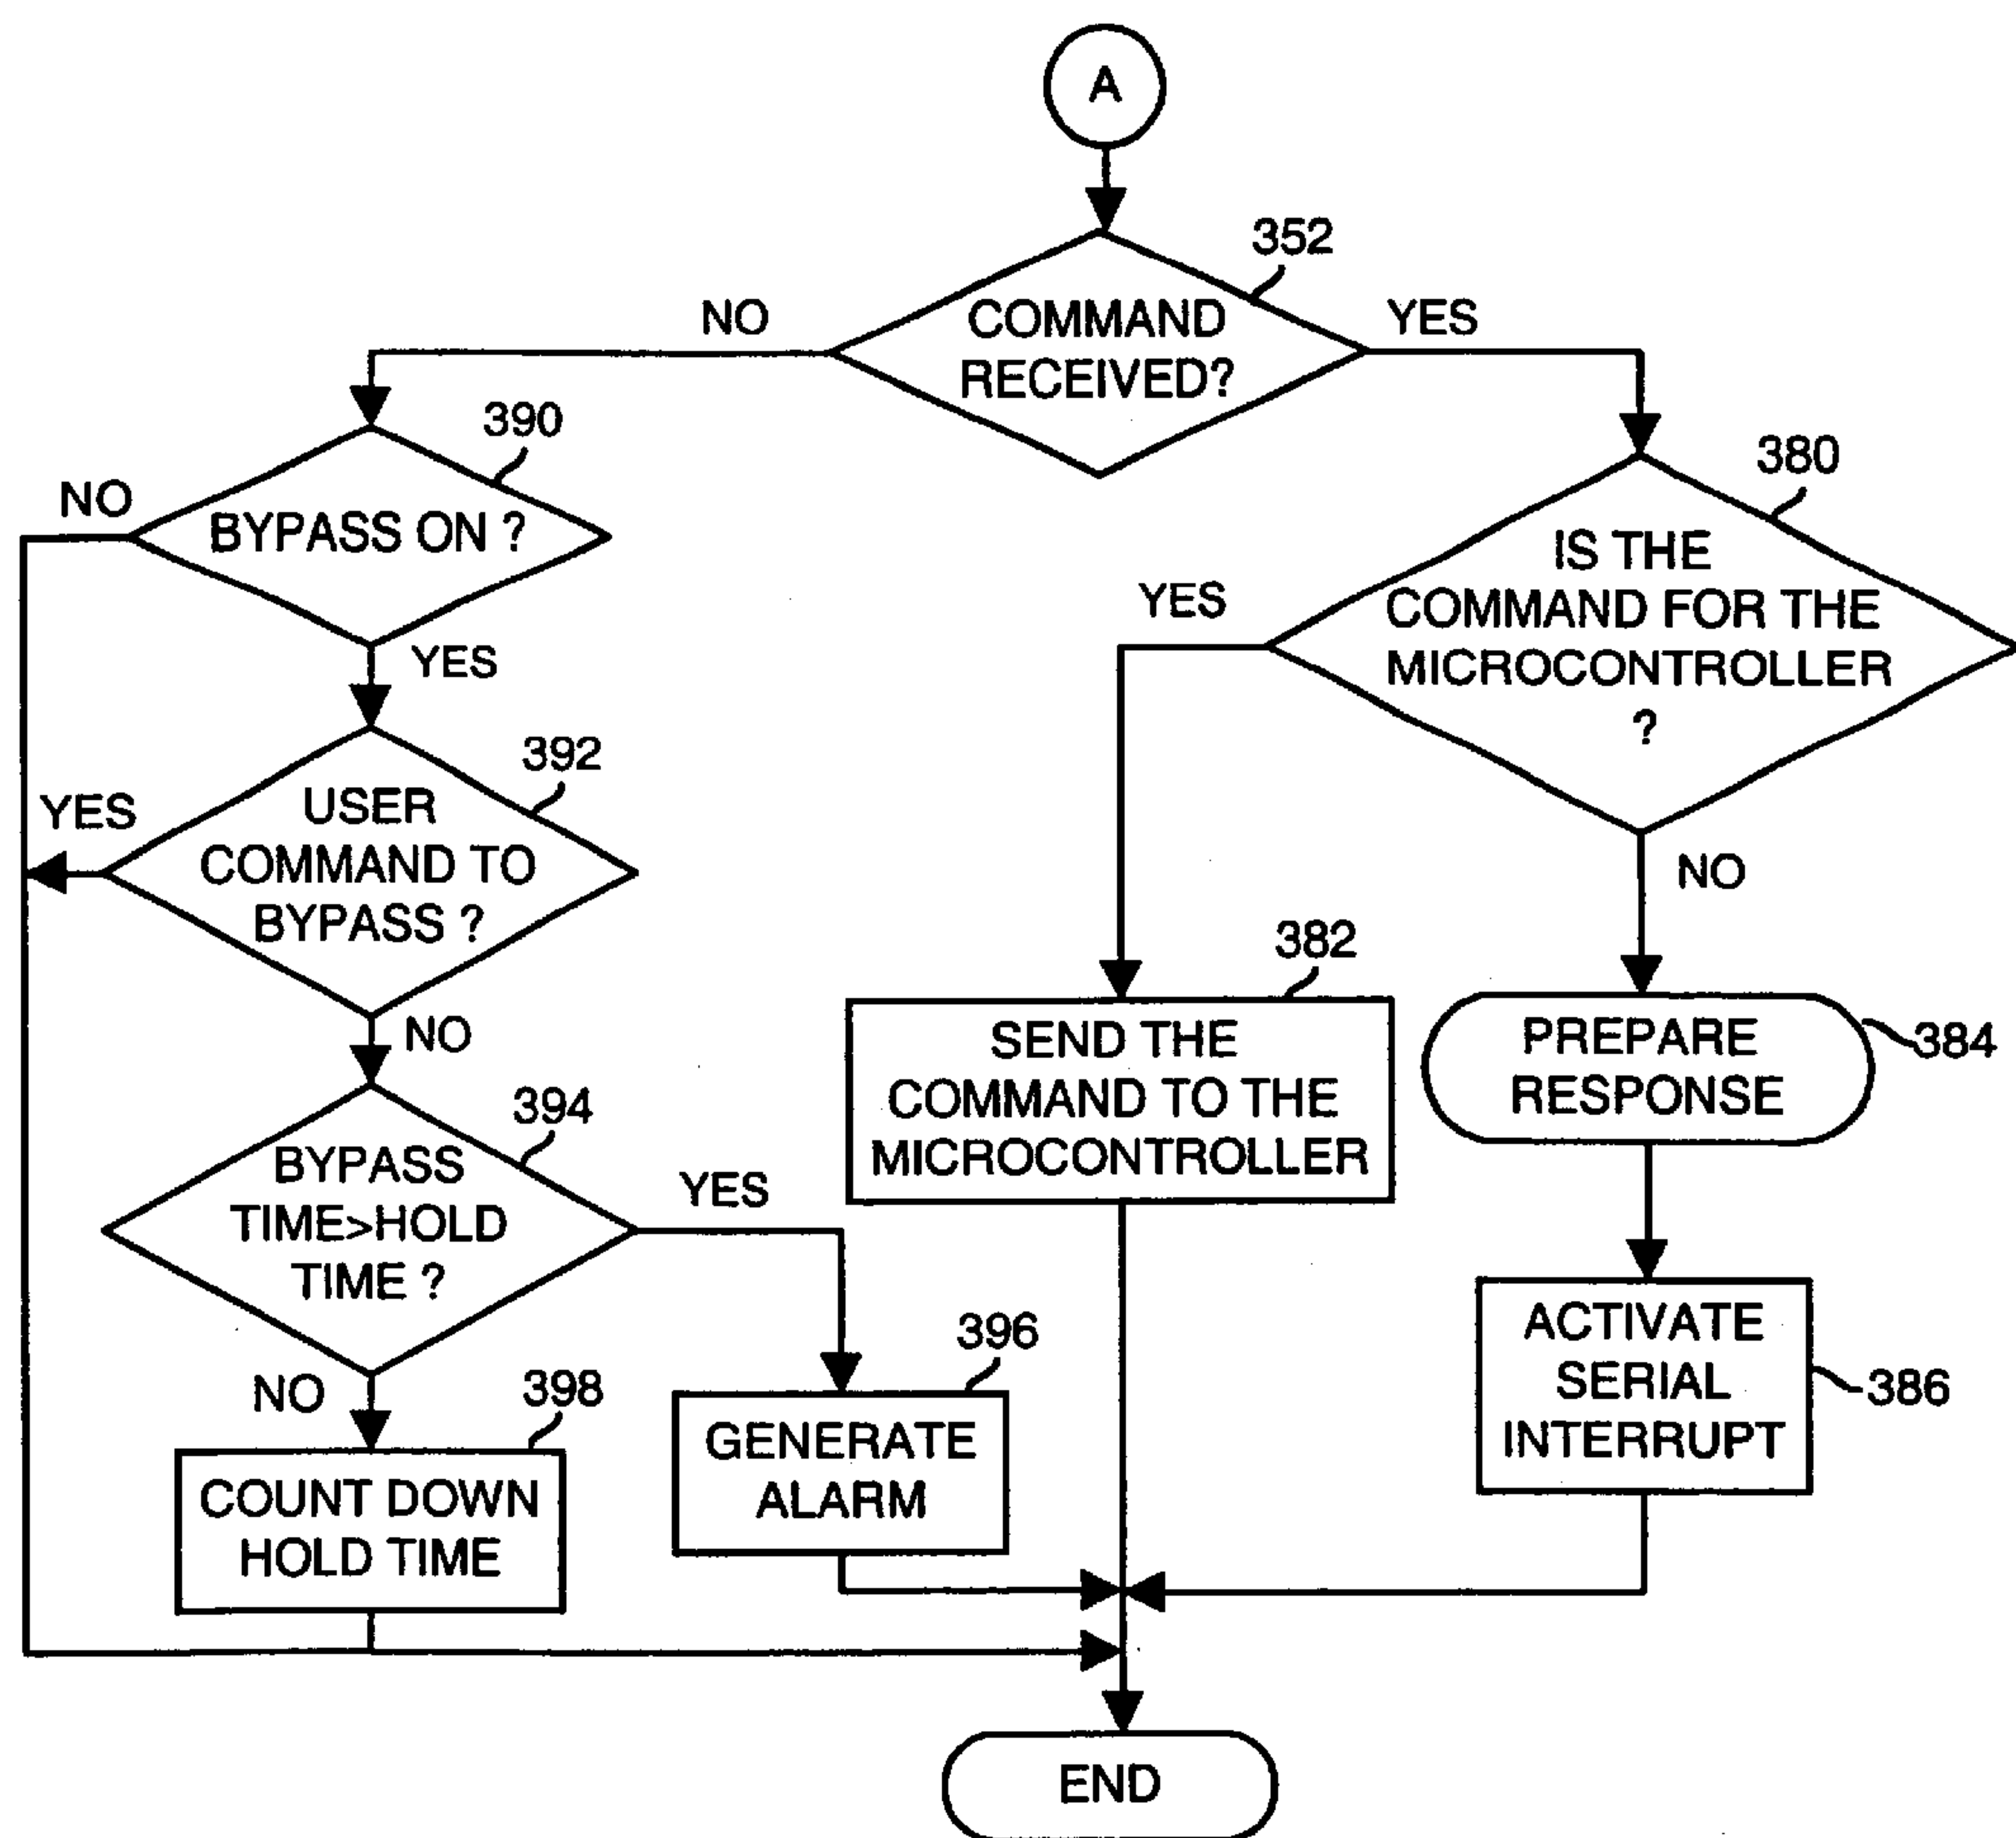 A
352
COMMAND
RECEIVED?
NO
YES
390
BYPASS ON ?
NO
YES
380
IS THE
COMMAND FOR THE
MICROCONTROLLER
?
YES
NO
392
USER
COMMAND TO
BYPASS ?
YES
NO
382
SEND THE
COMMAND TO THE
MICROCONTROLLER
PREPARE
RESPONSE
384
394
BYPASS
TIME>HOLD
TIME ?
YES
NO
396
GENERATE
ALARM
ACTIVATE
SERIAL
INTERRUPT
386
398
COUNT DOWN
HOLD TIME
END